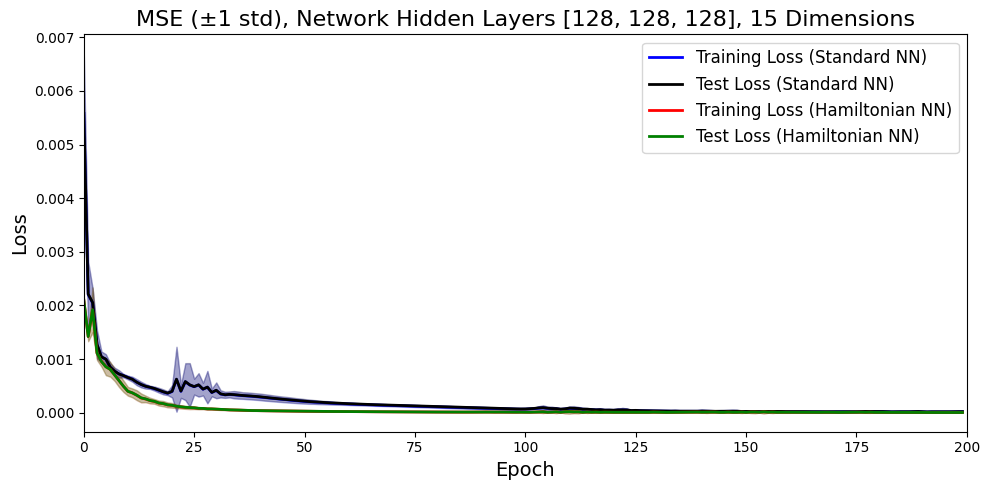 MSE (±1 std), Network Hidden Layers [128, 128, 128], 15 Dimensions
Training Loss (Standard NN)
Test Loss (Standard NN)
Training Loss (Hamiltonian NN)
Test Loss (Hamiltonian NN)
Loss
0.007
0.006
0.005
0.004
0.003
0.002
0.001
0.000
0 25 50 75 100 125 150 175 200
Epoch